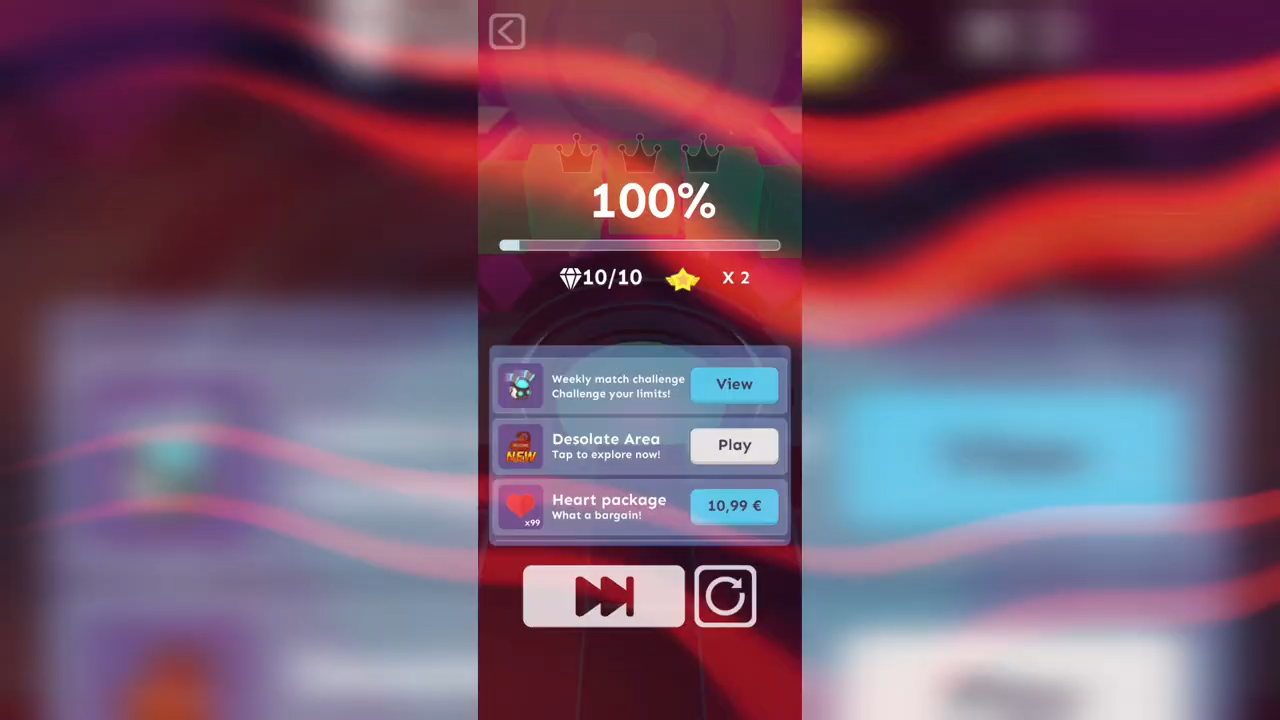 100%
10/10 X 2
Weekly match challenge
Challenge your limits!
View
NEW
Desolate Area
Tap to explore now!
Play
x99
Heart package
What a bargain!
10,99 €